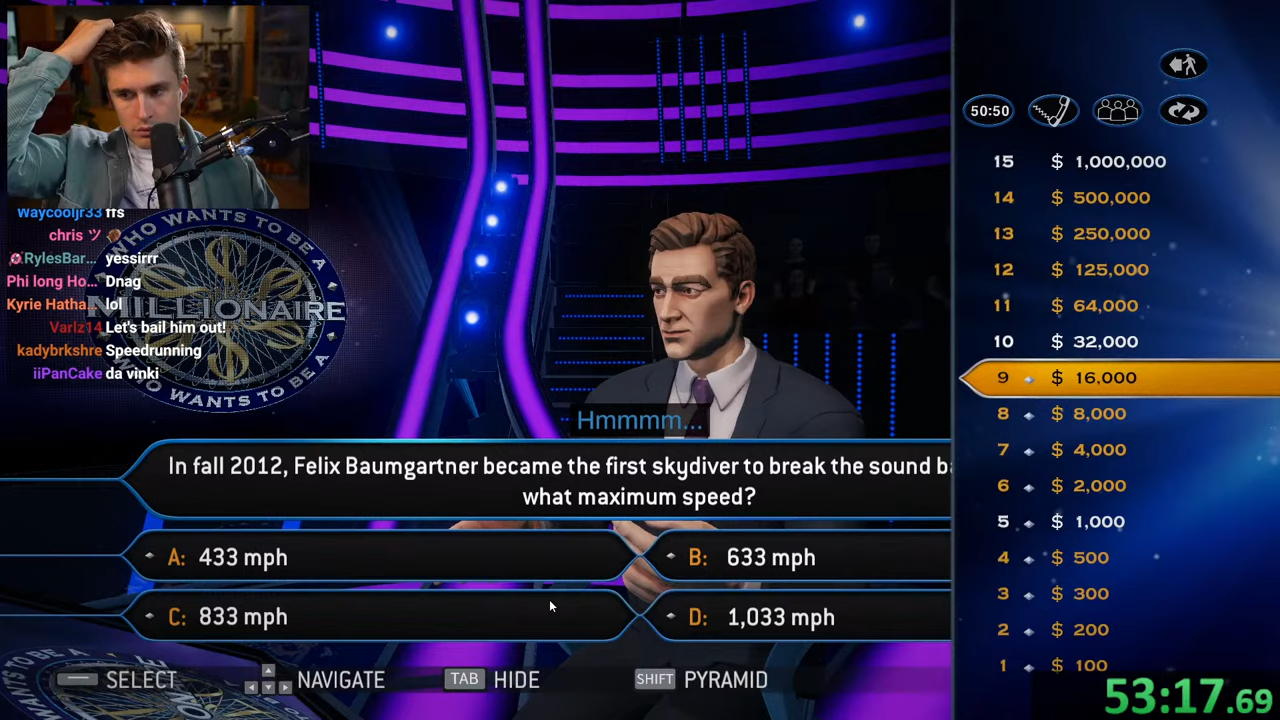 Waycooljr33 ffs
chris ツ
RylesBar... yessirrr
Phi long Ho... Dnag
Kyrie Hatha... lol
Varlz14 Let's bail him out!
kadybrkshre Speedrunning
iiPanCake da vinki
WHO WANTS TO BE A
MILLIONAIRE
WHO WANTS TO BE A
Hmmmm...
In fall 2012, Felix Baumgartner became the first skydiver to break the sound ba
what maximum speed?
A: 433 mph
B: 633 mph
C: 833 mph
D: 1,033 mph
SELECT
NAVIGATE
TAB HIDE
SHIFT PYRAMID
50:50
15 $ 1,000,000
14 $ 500,000
13 $ 250,000
12 $ 125,000
11 $ 64,000
10 $ 32,000
9 $ 16,000
8 $ 8,000
7 $ 4,000
6 $ 2,000
5 $ 1,000
4 $ 500
3 $ 300
2 $ 200
1 $ 100
53:17.69